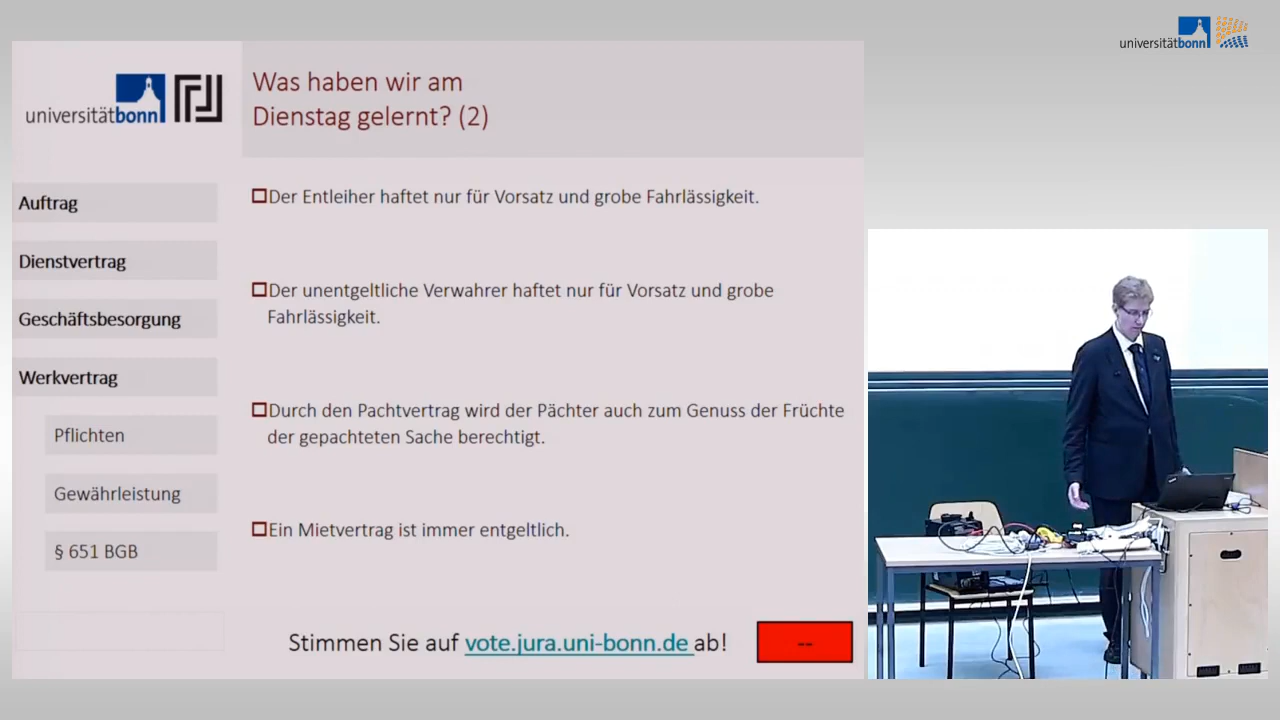 universitätbonn
universitätbonn
Was haben wir am
Dienstag gelernt? (2)
Auftrag
Dienstvertrag
Geschäftsbesorgung
Werkvertrag
Pflichten
Gewährleistung
§ 651 BGB
Der Entleiher haftet nur für Vorsatz und grobe Fahrlässigkeit.
Der unentgeltliche Verwahrer haftet nur für Vorsatz und grobe
Fahrlässigkeit.
Durch den Pachtvertrag wird der Pächter auch zum Genuss der Früchte
der gepachteten Sache berechtigt.
Ein Mietvertrag ist immer entgeltlich.
Stimmen Sie auf vote.jura.uni-bonn.de ab!
--